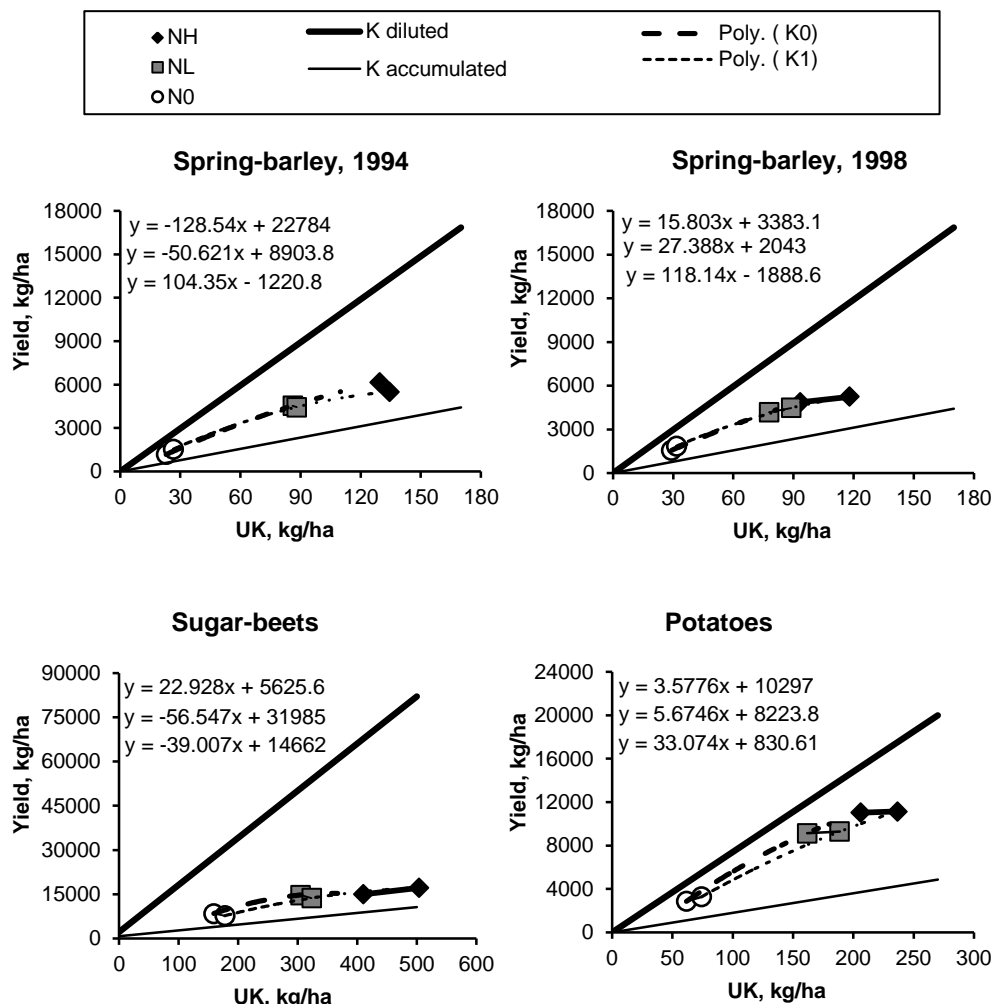 NH K diluted Poly. ( K0)
NL K accumulated Poly. ( K1)
N0
Spring-barley, 1994
Yield, kg/ha
18000
15000
12000
9000
6000
3000
0
y = -128.54x + 22784
y = -50.621x + 8903.8
y = 104.35x - 1220.8
0 30 60 90 120 150 180
UK, kg/ha
Spring-barley, 1998
Yield, kg/ha
18000
15000
12000
9000
6000
3000
0
y = 15.803x + 3383.1
y = 27.388x + 2043
y = 118.14x - 1888.6
0 30 60 90 120 150 180
UK, kg/ha
Sugar-beets
Yield, kg/ha
90000
75000
60000
45000
30000
15000
0
y = 22.928x + 5625.6
y = -56.547x + 31985
y = -39.007x + 14662
0 100 200 300 400 500 600
UK, kg/ha
Potatoes
Yield, kg/ha
24000
20000
16000
12000
8000
4000
0
y = 3.5776x + 10297
y = 5.6746x + 8223.8
y = 33.074x + 830.61
0 50 100 150 200 250 300
UK, kg/ha